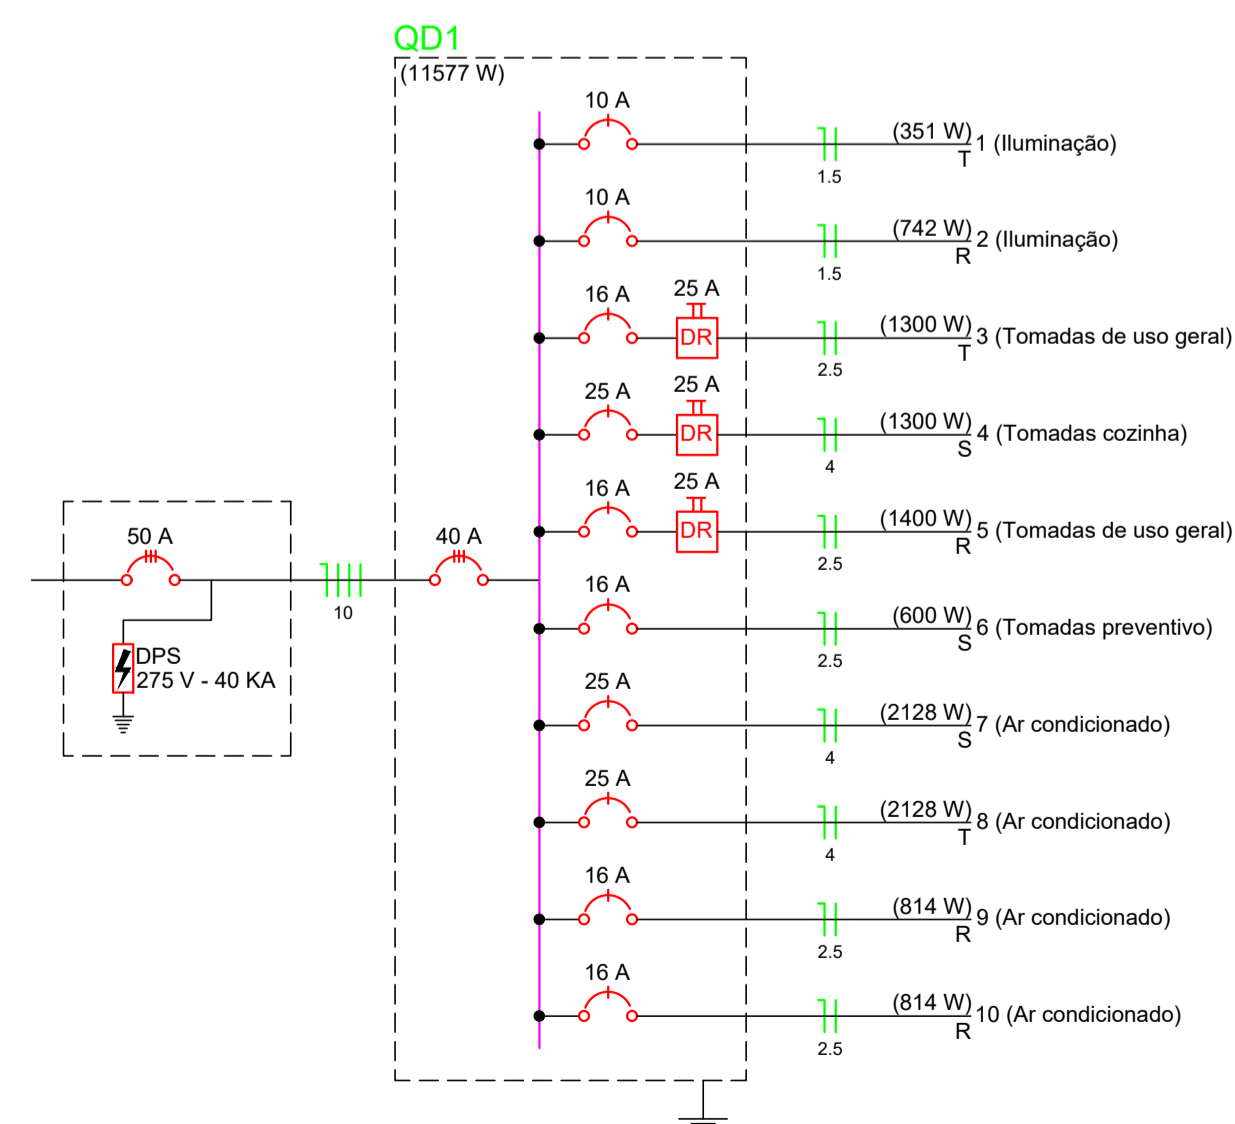 QD1
(11577 W)
10 A
(351 W)
1 (Iluminação)
T
1.5
10 A
(742 W)
2 (Iluminação)
R
1.5
16 A
25 A
DR
(1300 W)
3 (Tomadas de uso geral)
T
2.5
25 A
25 A
DR
(1300 W)
4 (Tomadas cozinha)
S
4
16 A
25 A
DR
(1400 W)
5 (Tomadas de uso geral)
R
2.5
50 A
10
40 A
DPS
275 V - 40 KA
16 A
(600 W)
6 (Tomadas preventivo)
S
2.5
25 A
(2128 W)
7 (Ar condicionado)
S
4
25 A
(2128 W)
8 (Ar condicionado)
T
4
16 A
(814 W)
9 (Ar condicionado)
R
2.5
16 A
(814 W)
10 (Ar condicionado)
R
2.5